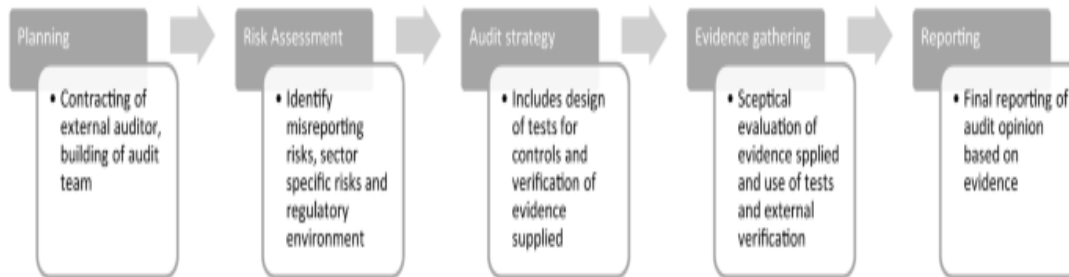 Planning
• Contracting of
external auditor,
building of audit
team
Risk Assessment
• Identify
misreporting
risks, sector
specific risks and
regulatory
environment
Audit strategy
• Includes design
of tests for
controls and
verification of
evidence
supplied
Evidence gathering
• Sceptical
evaluation of
evidence spplied
and use of tests
and external
verification
Reporting
• Final reporting of
audit opinion
based on
evidence